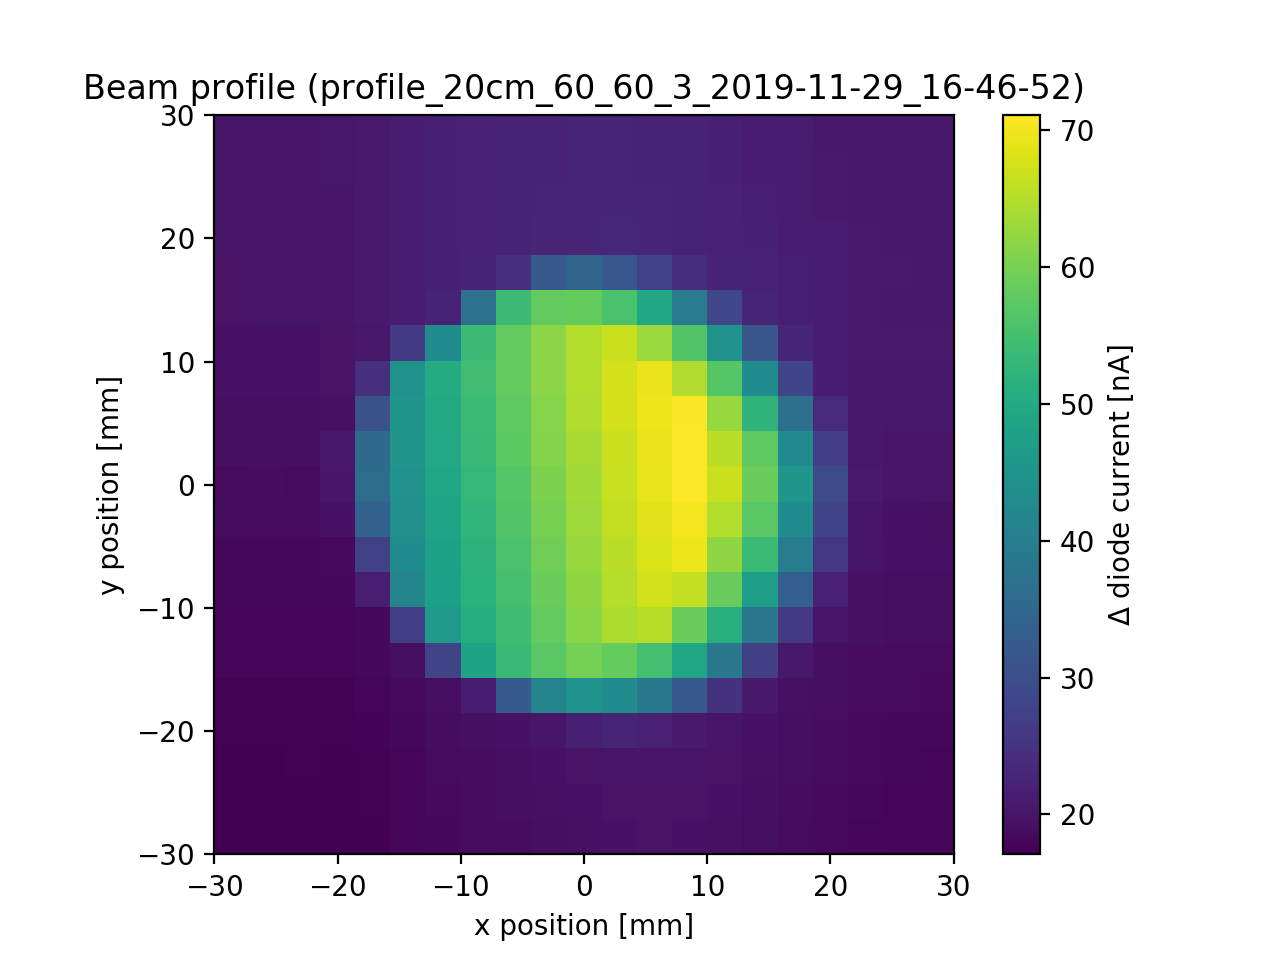 Beam profile (profile_20cm_60_60_3_2019-11-29_16-46-52)
30
20
10
0
−10
−20
−30
y position [mm]
−30 −20 −10 0 10 20 30
x position [mm]
70
60
50
40
30
20
Δ diode current [nA]